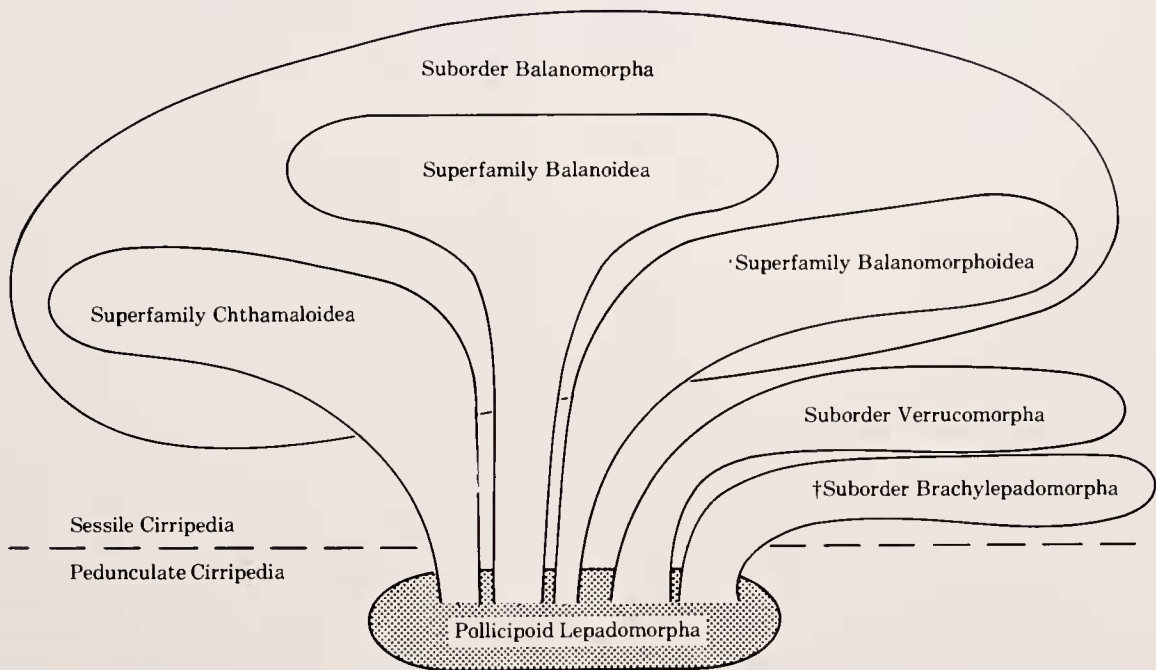 Suborder Balanomorpha
Superfamily Balanoidea
Superfamily Balanomorphoidea
Superfamily Chthamaloidea
Suborder Verrucomorpha
†Suborder Brachylepadomorpha
Sessile Cirripedia
Pedunculate Cirripedia
Pollicipoid Lepadomorpha